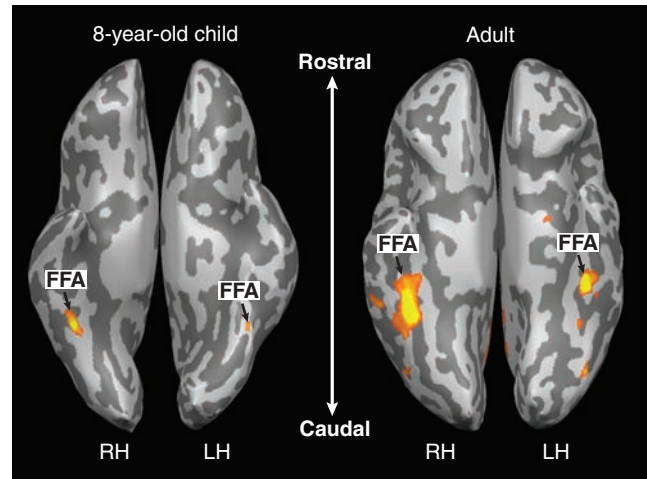 8-year-old child
Adult
Rostral
FFA
FFA
FFA
FFA
Caudal
RH
LH
RH
LH